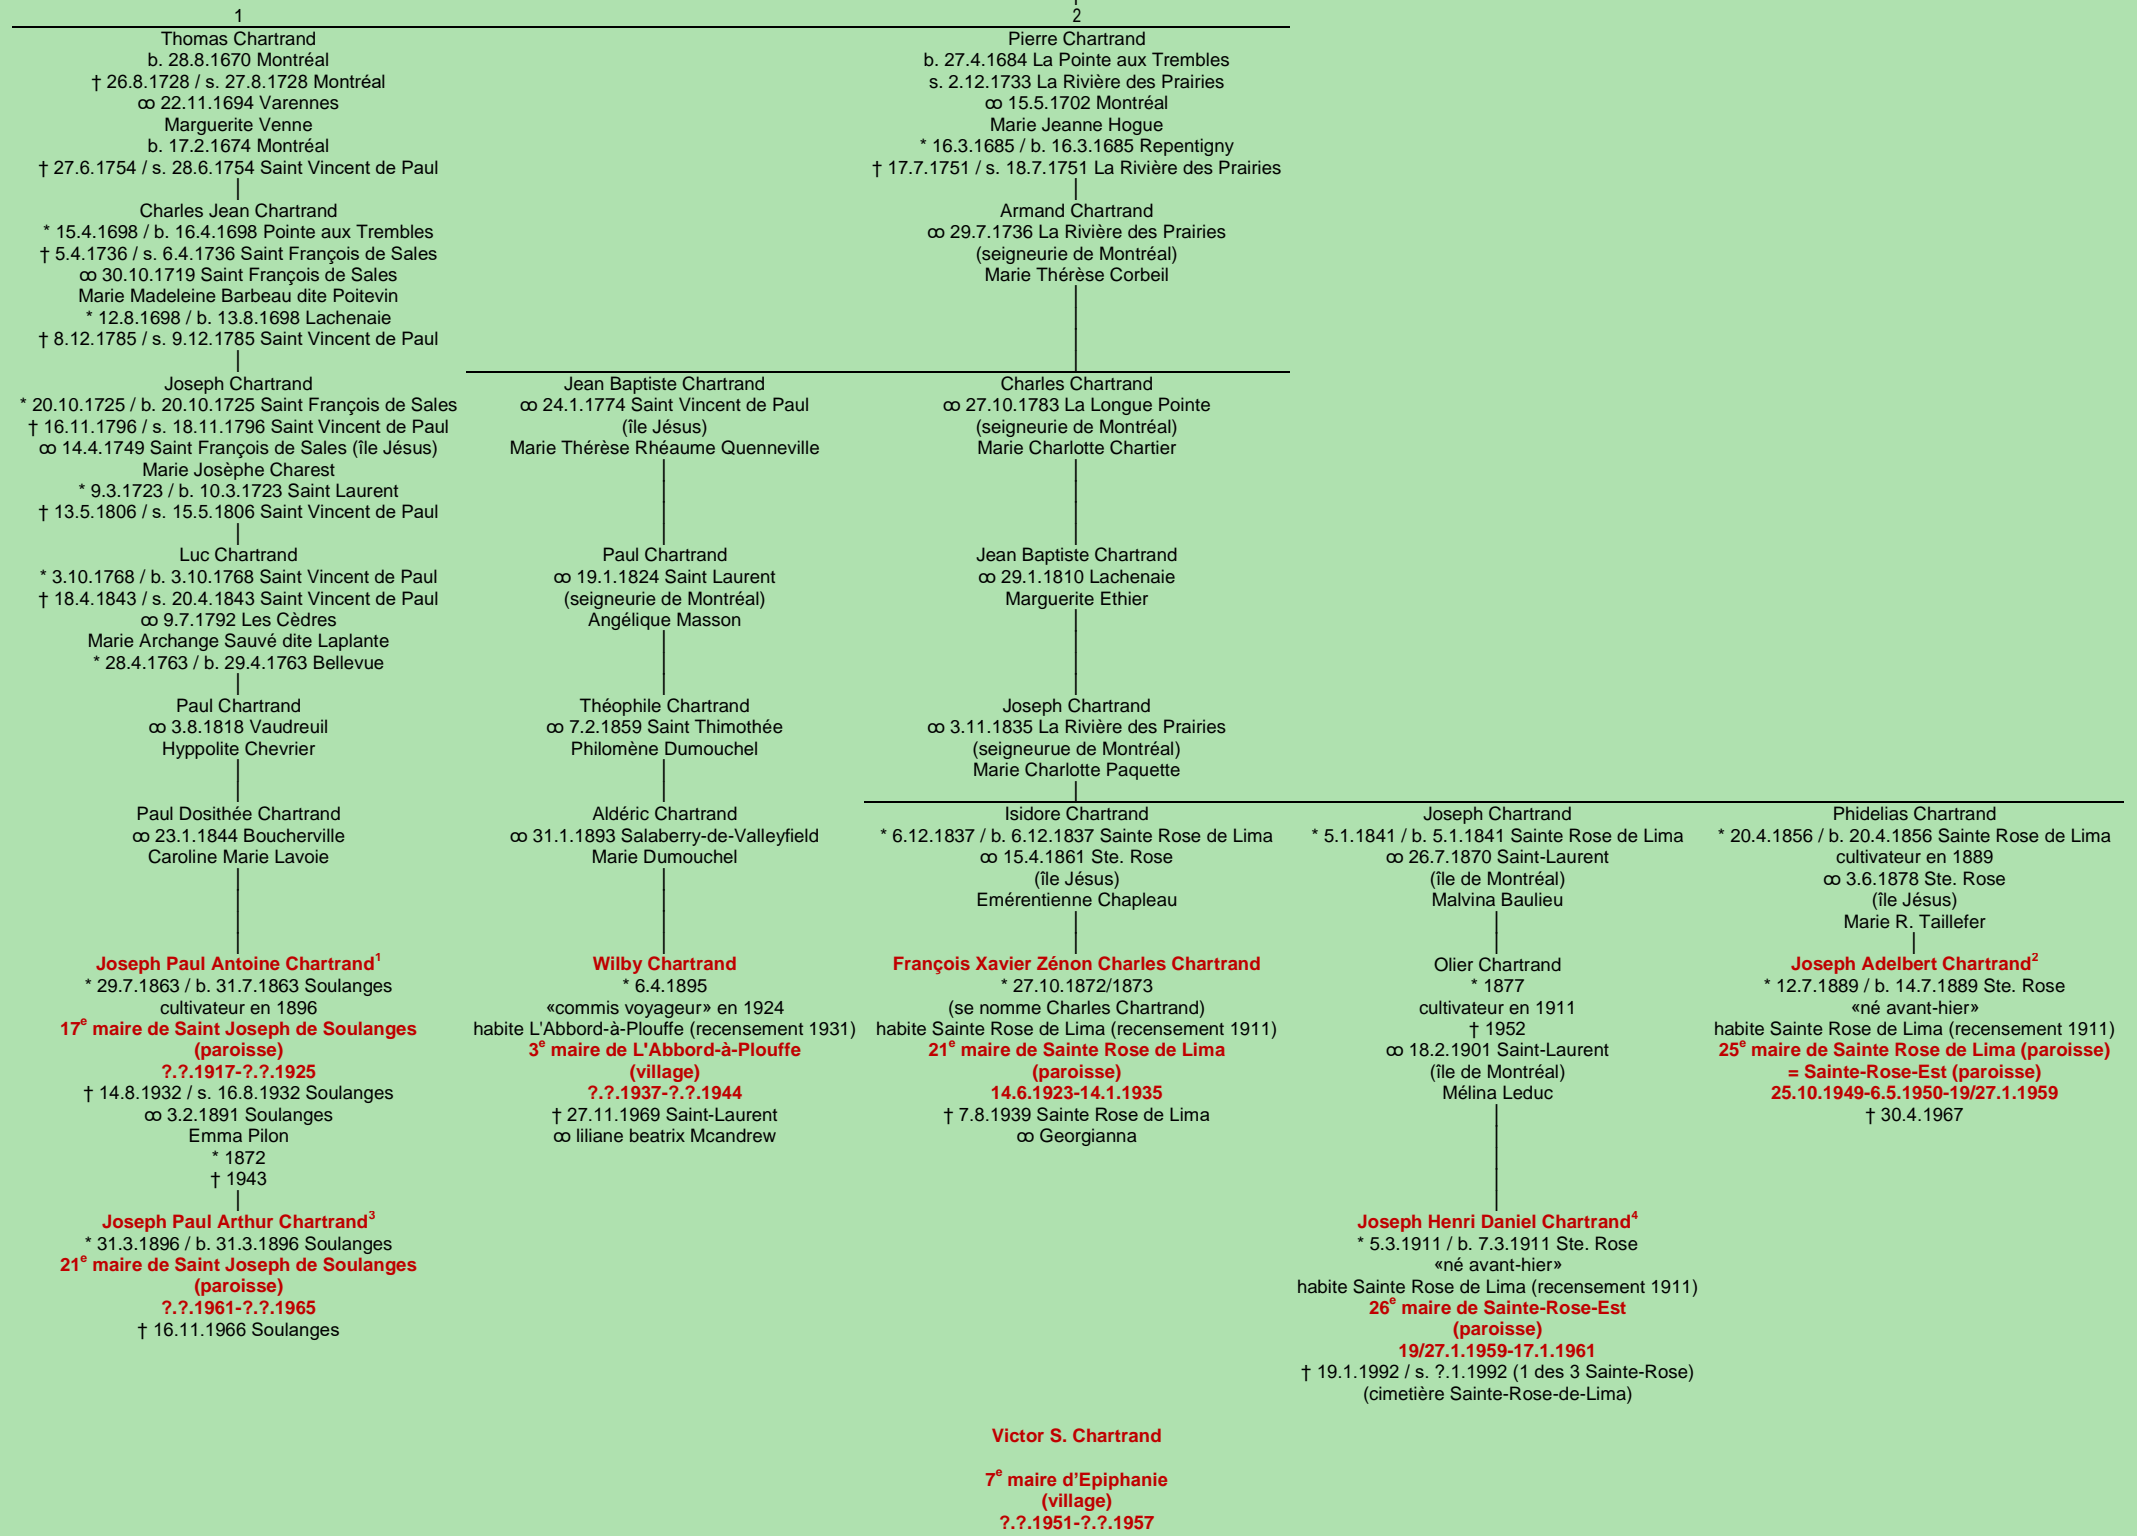 1
2
Thomas Chartrand
b. 28.8.1670 Montréal
† 26.8.1728 / s. 27.8.1728 Montréal
ꝏ 22.11.1694 Varennes
Marguerite Venne
b. 17.2.1674 Montréal
† 27.6.1754 / s. 28.6.1754 Saint Vincent de Paul
Pierre Chartrand
b. 27.4.1684 La Pointe aux Trembles
s. 2.12.1733 La Rivière des Prairies
ꝏ 15.5.1702 Montréal
Marie Jeanne Hogue
* 16.3.1685 / b. 16.3.1685 Repentigny
† 17.7.1751 / s. 18.7.1751 La Rivière des Prairies
Charles Jean Chartrand
* 15.4.1698 / b. 16.4.1698 Pointe aux Trembles
† 5.4.1736 / s. 6.4.1736 Saint François de Sales
ꝏ 30.10.1719 Saint François de Sales
Marie Madeleine Barbeau dite Poitevin
* 12.8.1698 / b. 13.8.1698 Lachenaie
† 8.12.1785 / s. 9.12.1785 Saint Vincent de Paul
Armand Chartrand
ꝏ 29.7.1736 La Rivière des Prairies
(seigneurie de Montréal)
Marie Thérèse Corbeil
Joseph Chartrand
* 20.10.1725 / b. 20.10.1725 Saint François de Sales
† 16.11.1796 / s. 18.11.1796 Saint Vincent de Paul
ꝏ 14.4.1749 Saint François de Sales (île Jésus)
Marie Josèphe Charest
* 9.3.1723 / b. 10.3.1723 Saint Laurent
† 13.5.1806 / s. 15.5.1806 Saint Vincent de Paul
Jean Baptiste Chartrand
ꝏ 24.1.1774 Saint Vincent de Paul
(île Jésus)
Marie Thérèse Rhéaume Quenneville
Charles Chartrand
ꝏ 27.10.1783 La Longue Pointe
(seigneurie de Montréal)
Marie Charlotte Chartier
Luc Chartrand
* 3.10.1768 / b. 3.10.1768 Saint Vincent de Paul
† 18.4.1843 / s. 20.4.1843 Saint Vincent de Paul
ꝏ 9.7.1792 Les Cèdres
Marie Archange Sauvé dite Laplante
* 28.4.1763 / b. 29.4.1763 Bellevue
Paul Chartrand
ꝏ 19.1.1824 Saint Laurent
(seigneurie de Montréal)
Angélique Masson
Jean Baptiste Chartrand
ꝏ 29.1.1810 Lachenaie
Marguerite Ethier
Paul Chartrand
ꝏ 3.8.1818 Vaudreuil
Hyppolite Chevrier
Théophile Chartrand
ꝏ 7.2.1859 Saint Thimothée
Philomène Dumouchel
Joseph Chartrand
ꝏ 3.11.1835 La Rivière des Prairies
(seigneurue de Montréal)
Marie Charlotte Paquette
Paul Dosithée Chartrand
ꝏ 23.1.1844 Boucherville
Caroline Marie Lavoie
Aldéric Chartrand
ꝏ 31.1.1893 Salaberry-de-Valleyfield
Marie Dumouchel
Isidore Chartrand
* 6.12.1837 / b. 6.12.1837 Sainte Rose de Lima
ꝏ 15.4.1861 Ste. Rose
(île Jésus)
Emérentienne Chapleau
Joseph Chartrand
* 5.1.1841 / b. 5.1.1841 Sainte Rose de Lima
ꝏ 26.7.1870 Saint-Laurent
(île de Montréal)
Malvina Baulieu
Phidelias Chartrand
* 20.4.1856 / b. 20.4.1856 Sainte Rose de Lima
cultivateur en 1889
ꝏ 3.6.1878 Ste. Rose
(île Jésus)
Marie R. Taillefer
Joseph Paul Antoine Chartrand¹
* 29.7.1863 / b. 31.7.1863 Soulanges
cultivateur en 1896
17e maire de Saint Joseph de Soulanges
(paroisse)
?.?.1917-?.?.1925
† 14.8.1932 / s. 16.8.1932 Soulanges
ꝏ 3.2.1891 Soulanges
Emma Pilon
* 1872
† 1943
Wilby Chartrand
* 6.4.1895
«commis voyageur» en 1924
habite L'Abbord-à-Plouffe (recensement 1931)
3e maire de L'Abbord-à-Plouffe
(village)
?.?.1937-?.?.1944
† 27.11.1969 Saint-Laurent
ꝏ liliane beatrix Mcandrew
François Xavier Zénon Charles Chartrand
* 27.10.1872/1873
(se nomme Charles Chartrand)
habite Sainte Rose de Lima (recensement 1911)
21e maire de Sainte Rose de Lima
(paroisse)
14.6.1923-14.1.1935
† 7.8.1939 Sainte Rose de Lima
ꝏ Georgianna
Olier Chartrand
* 1877
cultivateur en 1911
† 1952
ꝏ 18.2.1901 Saint-Laurent
(île de Montréal)
Mélina Leduc
Joseph Adelbert Chartrand²
* 12.7.1889 / b. 14.7.1889 Ste. Rose
«né avant-hier»
habite Sainte Rose de Lima (recensement 1911)
25e maire de Sainte Rose de Lima (paroisse)
= Sainte-Rose-Est (paroisse)
25.10.1949-6.5.1950-19/27.1.1959
† 30.4.1967
Joseph Paul Arthur Chartrand³
* 31.3.1896 / b. 31.3.1896 Soulanges
21e maire de Saint Joseph de Soulanges
(paroisse)
?.?.1961-?.?.1965
† 16.11.1966 Soulanges
Joseph Henri Daniel Chartrand⁴
* 5.3.1911 / b. 7.3.1911 Ste. Rose
«né avant-hier»
habite Sainte Rose de Lima (recensement 1911)
26e maire de Sainte-Rose-Est
(paroisse)
19/27.1.1959-17.1.1961
† 19.1.1992 / s. ?.1.1992 (1 des 3 Sainte-Rose)
(cimetière Sainte-Rose-de-Lima)
Victor S. Chartrand
7e maire d’Epiphanie
(village)
?.?.1951-?.?.1957